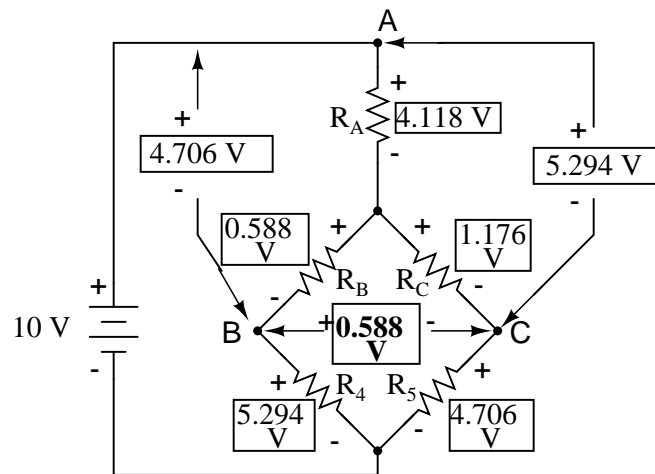 A
+
+
+
R_A
4.118 V
4.706 V
5.294 V
-
-
-
0.588
V
+
+
1.176
V
+
-
R_B
R_C
-
10 V
B
+
0.588
V
-
C
-
+
R_4
R_5
+
5.294
V
-
-
4.706
V